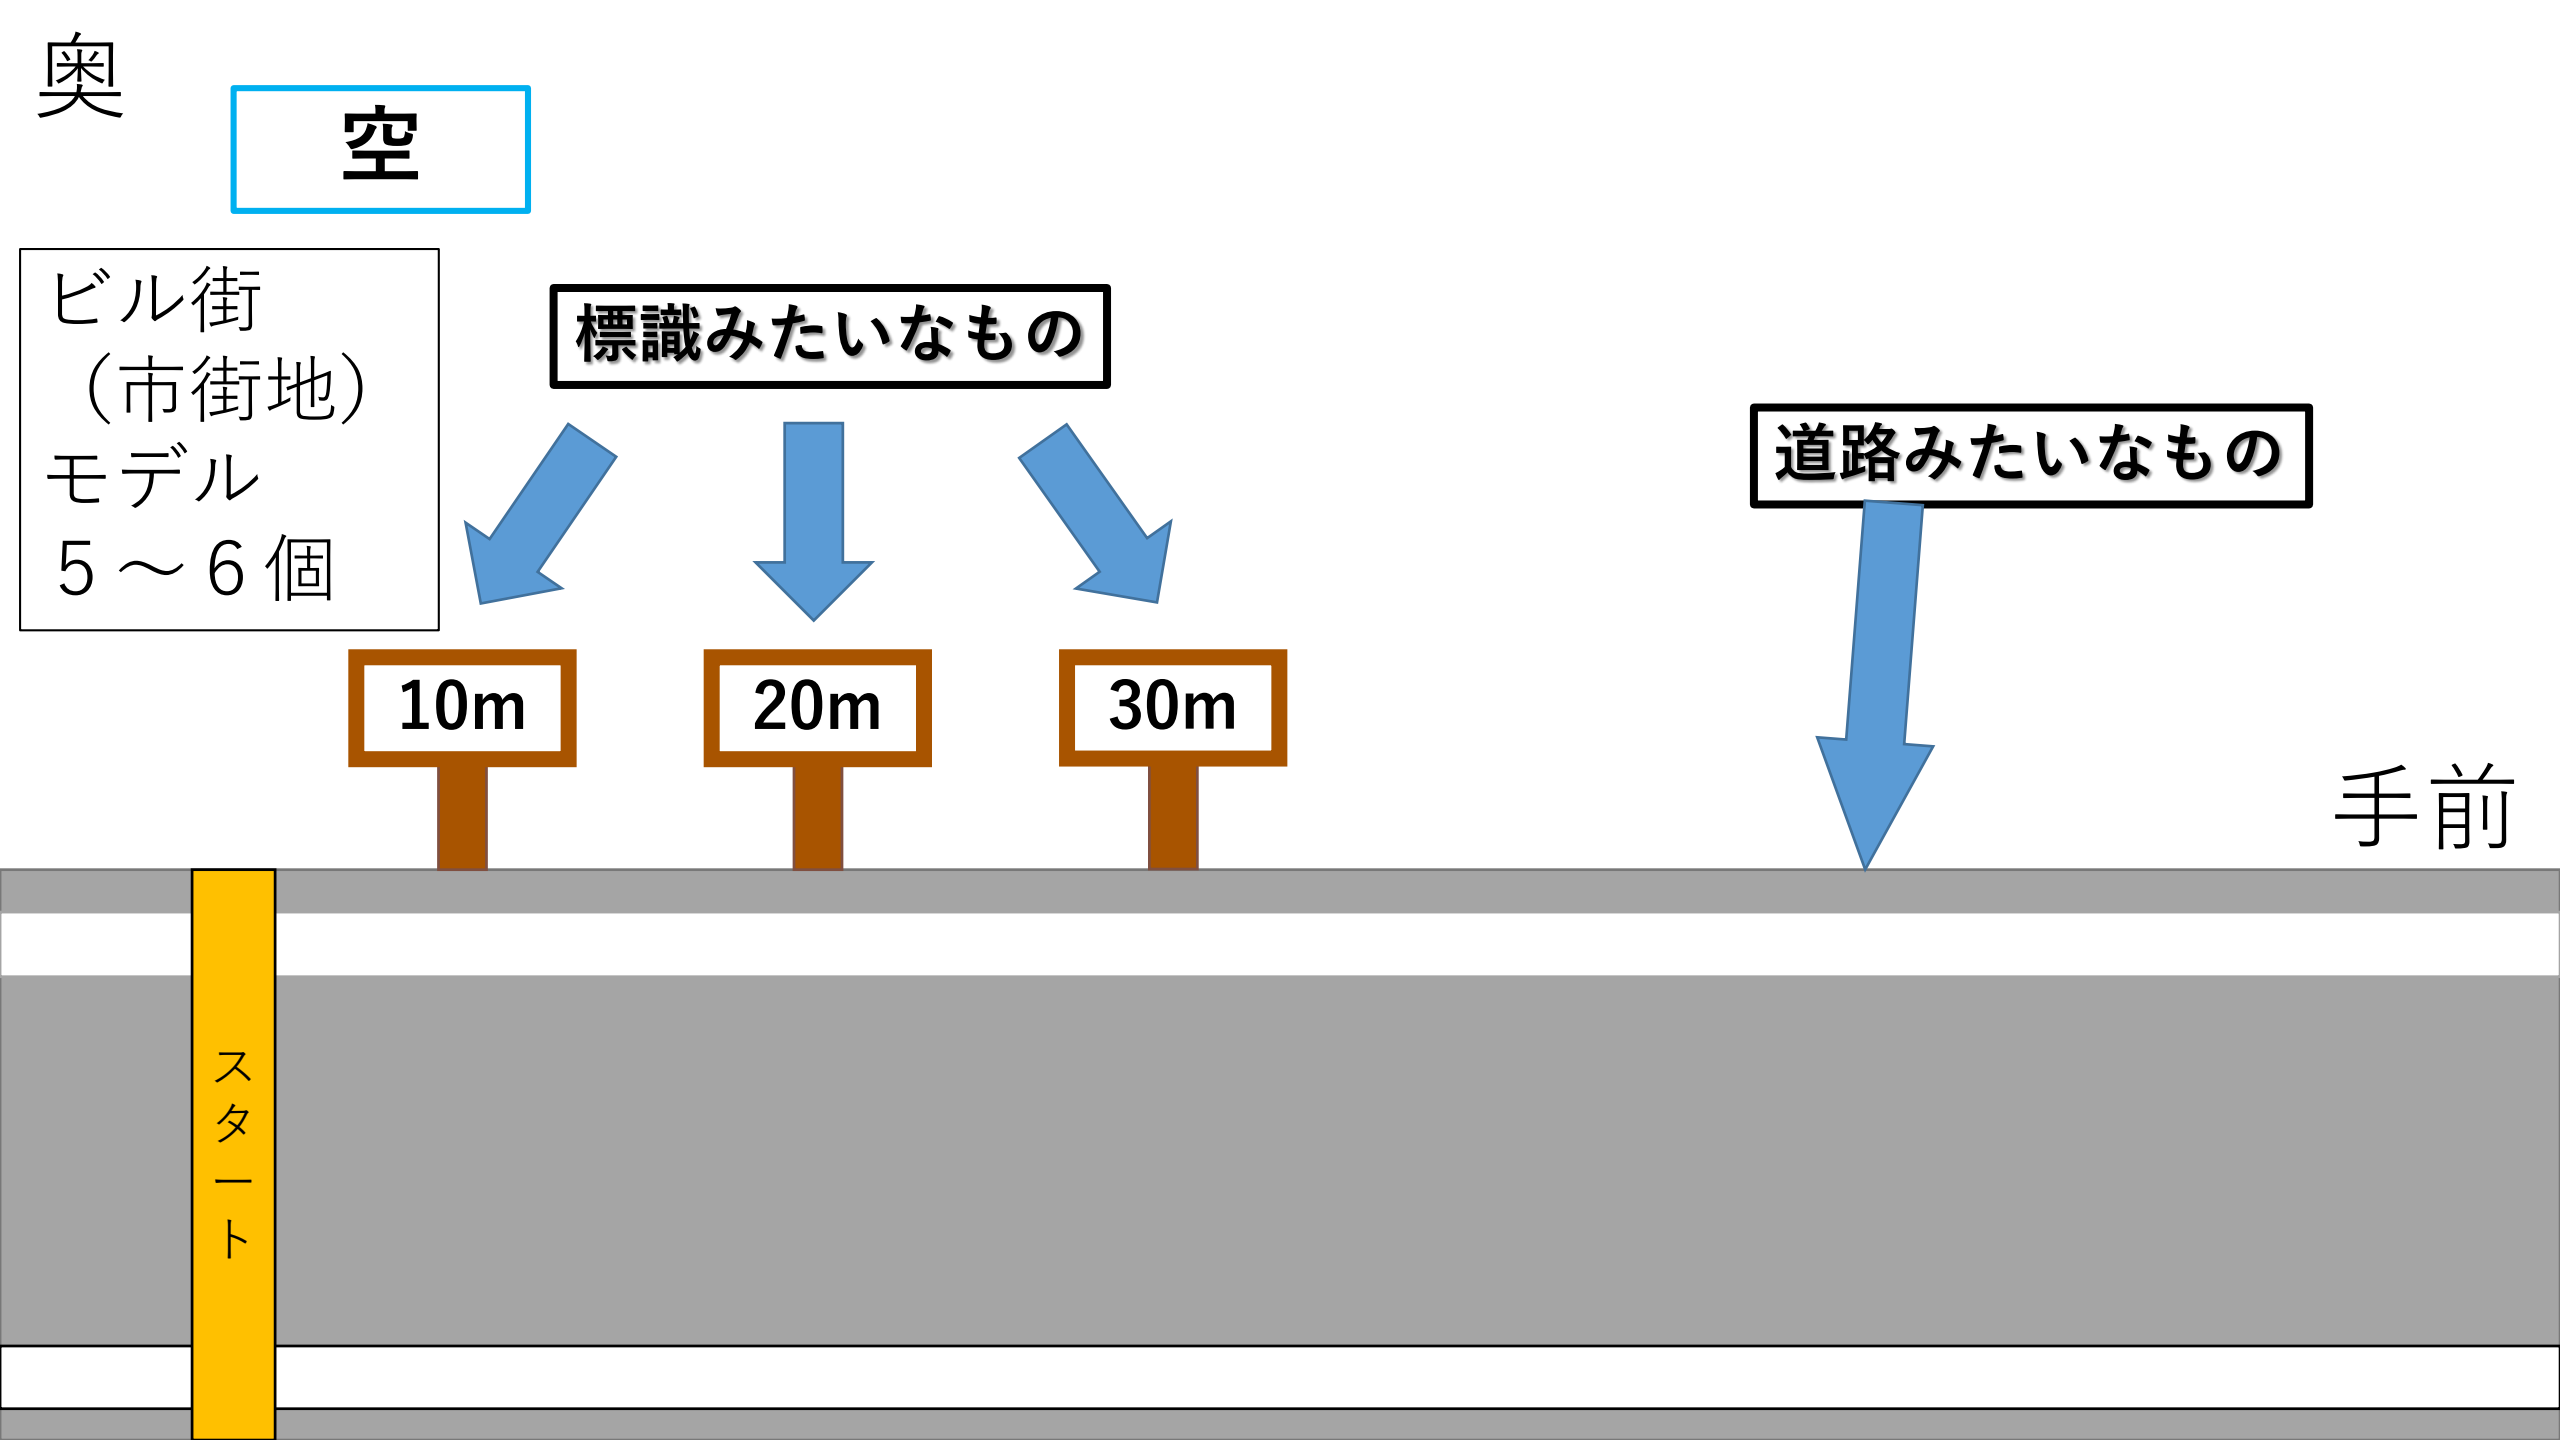 奥
空
ビル街
（市街地）
モデル
５～６個
標識みたいなもの
道路みたいなもの
10m
20m
30m
手前
スタート